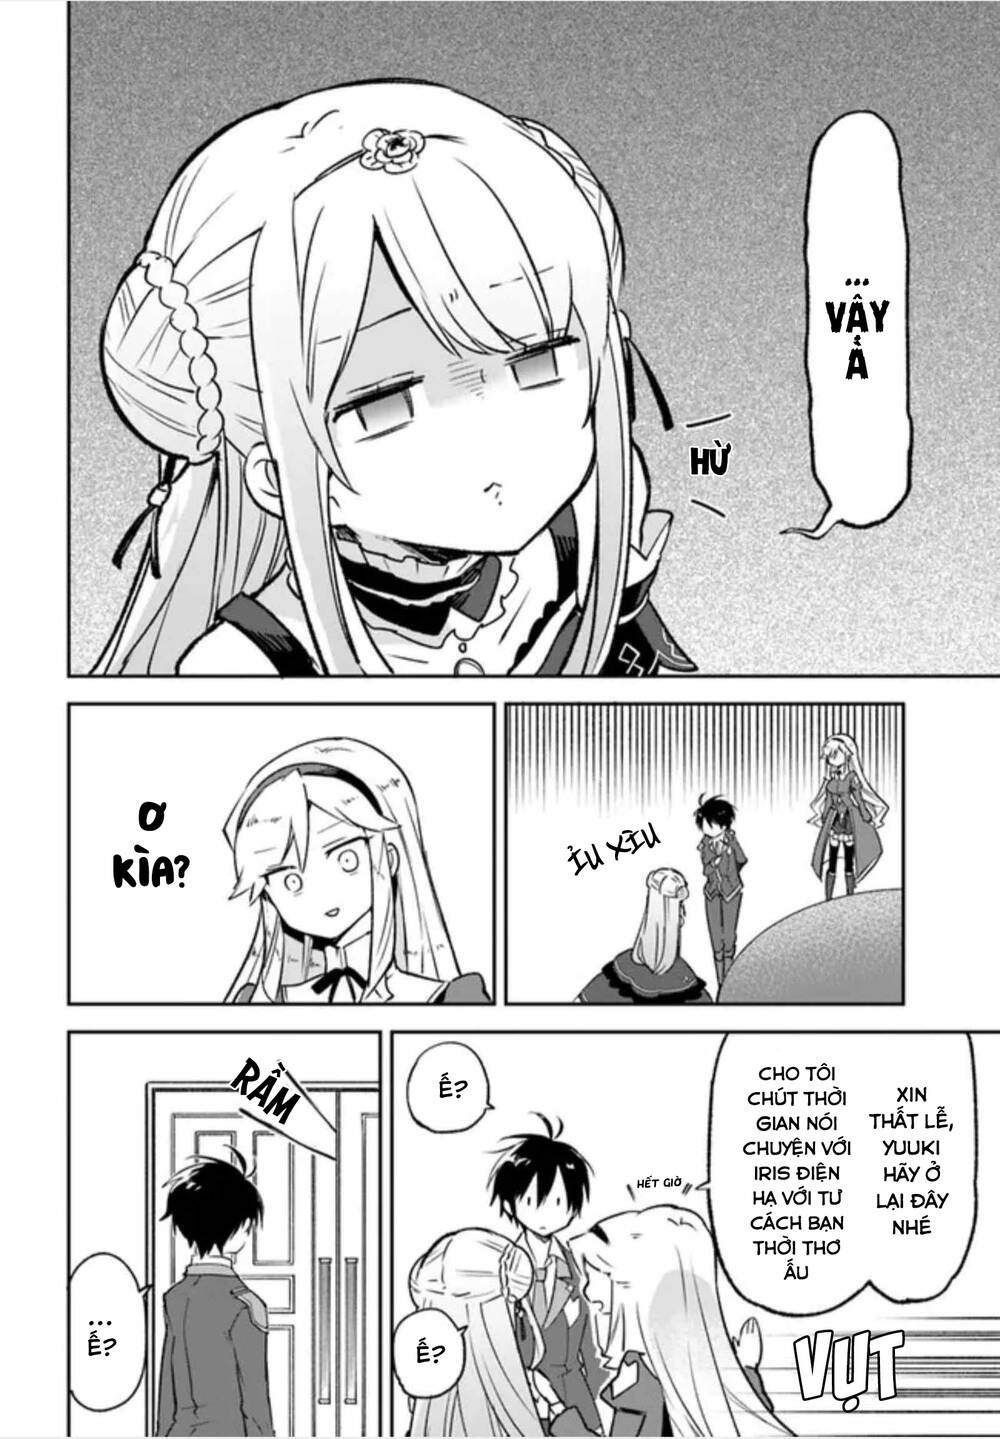 ...
VẬY
À
HỪ
ỈU XÌU
Ơ
KÌA?
XIN
THẤT LỄ,
YUUKI
HÃY Ở
LẠI ĐÂY
NHÉ
CHO TÔI
CHÚT THỜI
GIAN NÓI
CHUYỆN VỚI
IRIS ĐIỆN
HẠ VỚI TƯ
CÁCH BẠN
THỜI THƠ
ẤU
HẾT GIỜ
Ế?
Ế?
VỤT
RẦM
...
Ế?